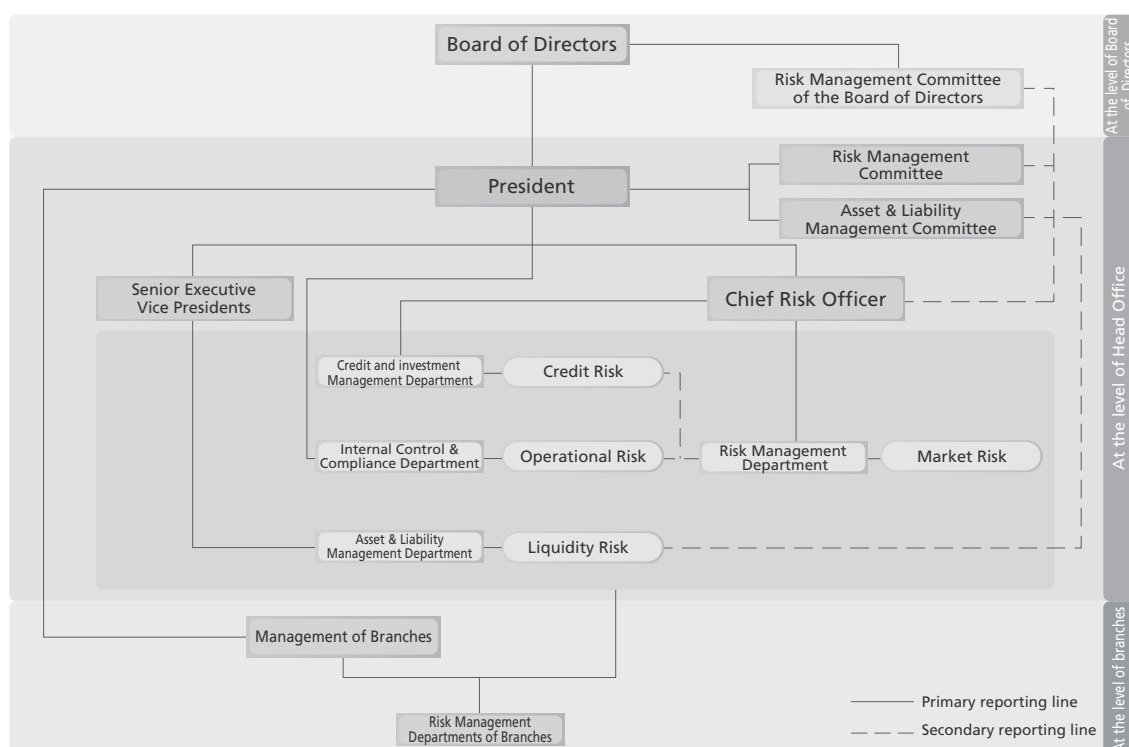 Board of Directors
Risk Management Committee
of the Board of Directors
At the level of Board
of Directors
President
Risk Management
Committee
Asset & Liability
Management Committee
Senior Executive
Vice Presidents
Chief Risk Officer
Credit and investment
Management Department
Credit Risk
Internal Control &
Compliance Department
Operational Risk
Risk Management
Department
Market Risk
Asset & Liability
Management Department
Liquidity Risk
At the level of Head Office
Management of Branches
Risk Management
Departments of Branches
Primary reporting line
Secondary reporting line
At the level of branches